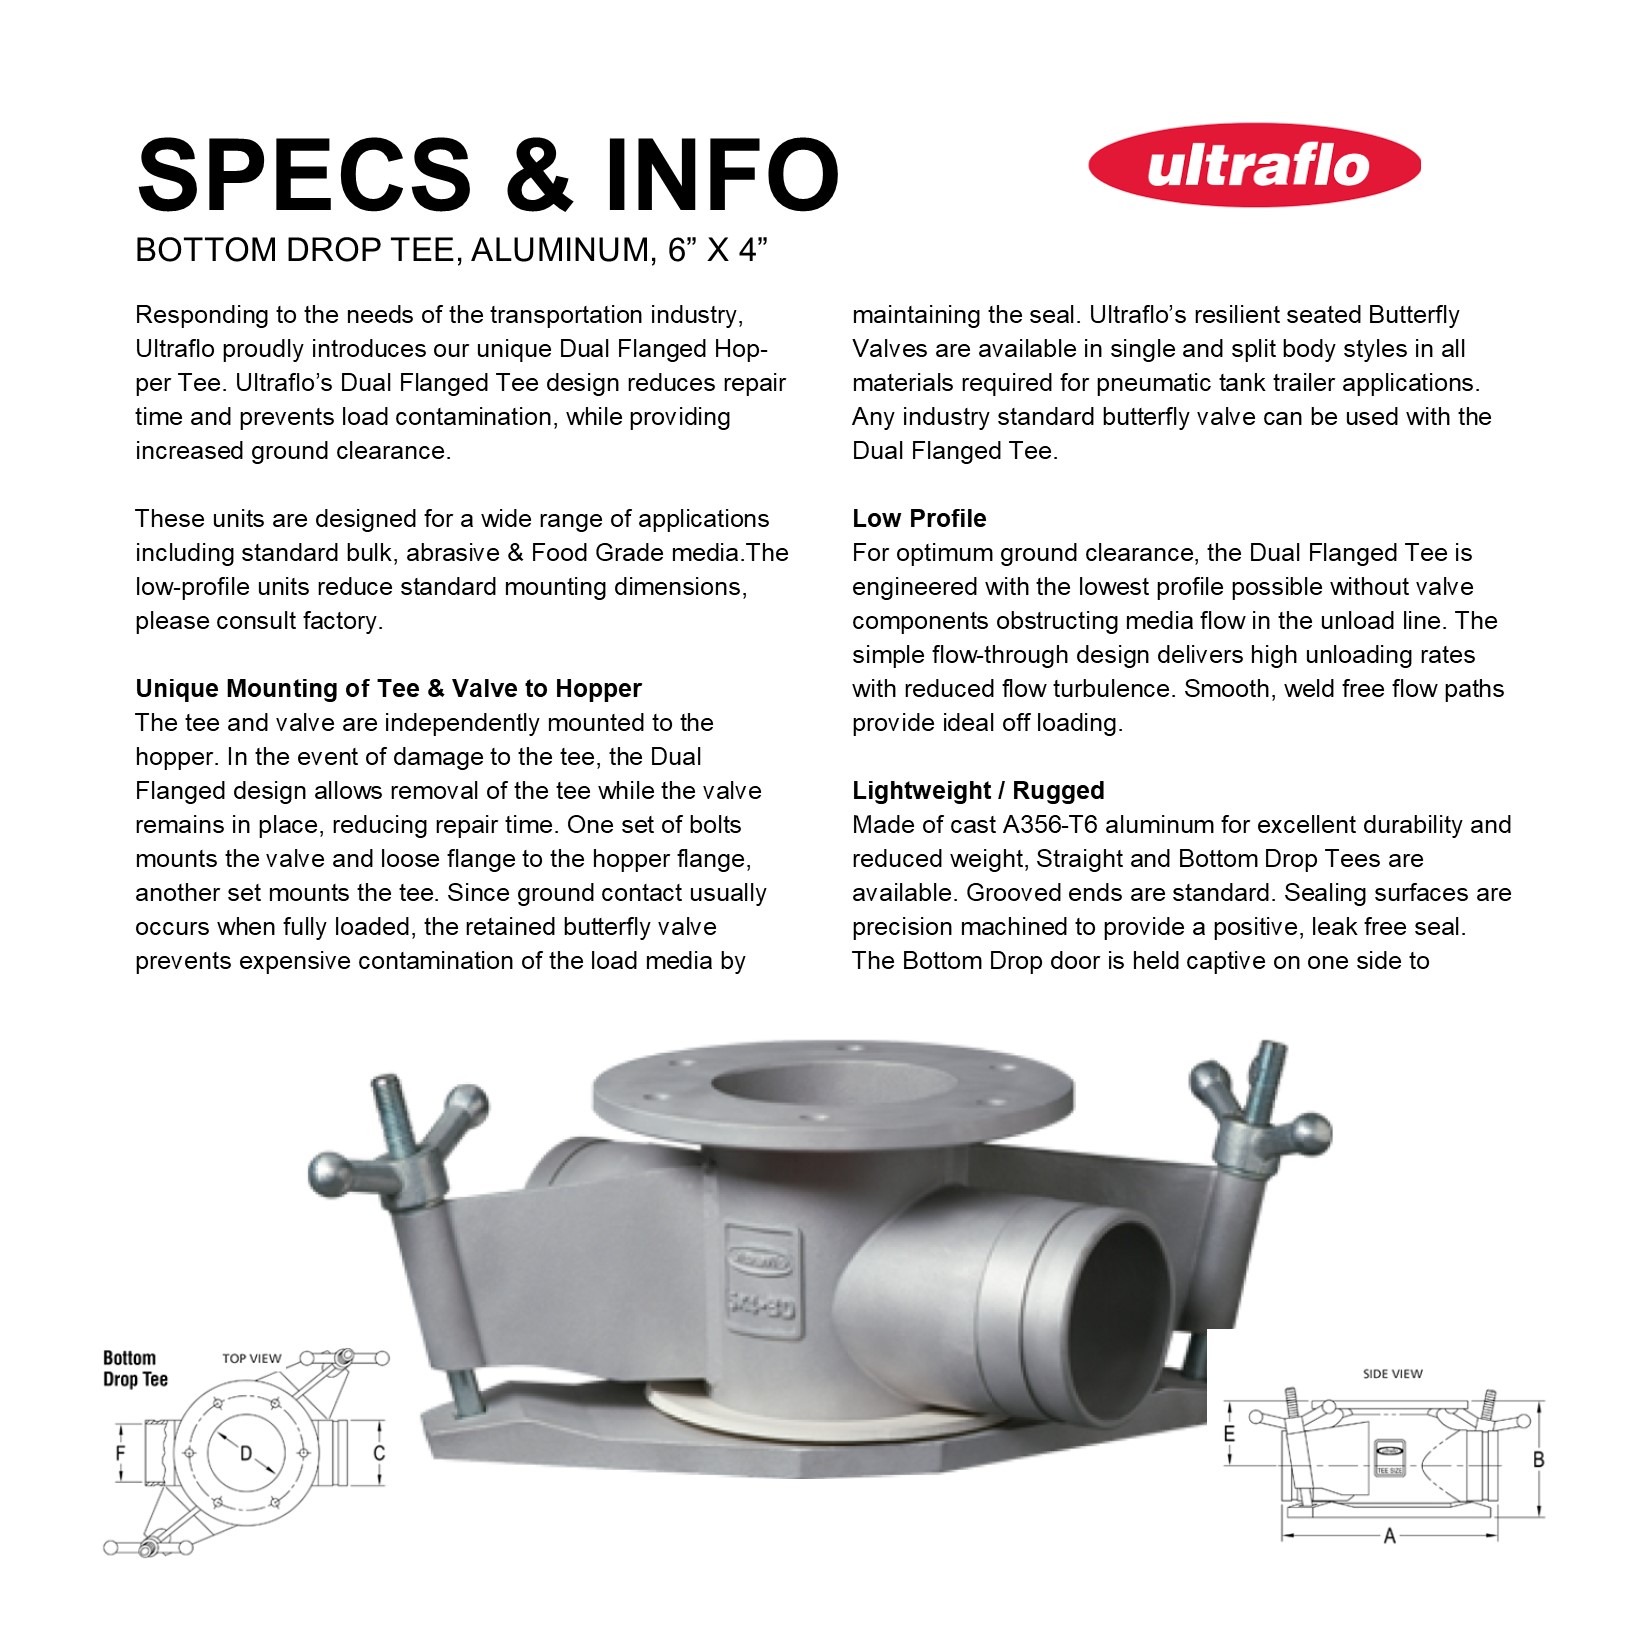 SPECS & INFO
ultraflo
BOTTOM DROP TEE, ALUMINUM, 6” X 4”
Responding to the needs of the transportation industry,
Ultraflo proudly introduces our unique Dual Flanged Hop-
per Tee. Ultraflo’s Dual Flanged Tee design reduces repair
time and prevents load contamination, while providing
increased ground clearance.
These units are designed for a wide range of applications
including standard bulk, abrasive & Food Grade media.The
low-profile units reduce standard mounting dimensions,
please consult factory.
Unique Mounting of Tee & Valve to Hopper
The tee and valve are independently mounted to the
hopper. In the event of damage to the tee, the Dual
Flanged design allows removal of the tee while the valve
remains in place, reducing repair time. One set of bolts
mounts the valve and loose flange to the hopper flange,
another set mounts the tee. Since ground contact usually
occurs when fully loaded, the retained butterfly valve
prevents expensive contamination of the load media by
maintaining the seal. Ultraflo’s resilient seated Butterfly
Valves are available in single and split body styles in all
materials required for pneumatic tank trailer applications.
Any industry standard butterfly valve can be used with the
Dual Flanged Tee.
Low Profile
For optimum ground clearance, the Dual Flanged Tee is
engineered with the lowest profile possible without valve
components obstructing media flow in the unload line. The
simple flow-through design delivers high unloading rates
with reduced flow turbulence. Smooth, weld free flow paths
provide ideal off loading.
Lightweight / Rugged
Made of cast A356-T6 aluminum for excellent durability and
reduced weight, Straight and Bottom Drop Tees are
available. Grooved ends are standard. Sealing surfaces are
precision machined to provide a positive, leak free seal.
The Bottom Drop door is held captive on one side to
Bottom
Drop Tee
TOP VIEW
F
D
C
SIDE VIEW
E
B
TEE SIZE
A